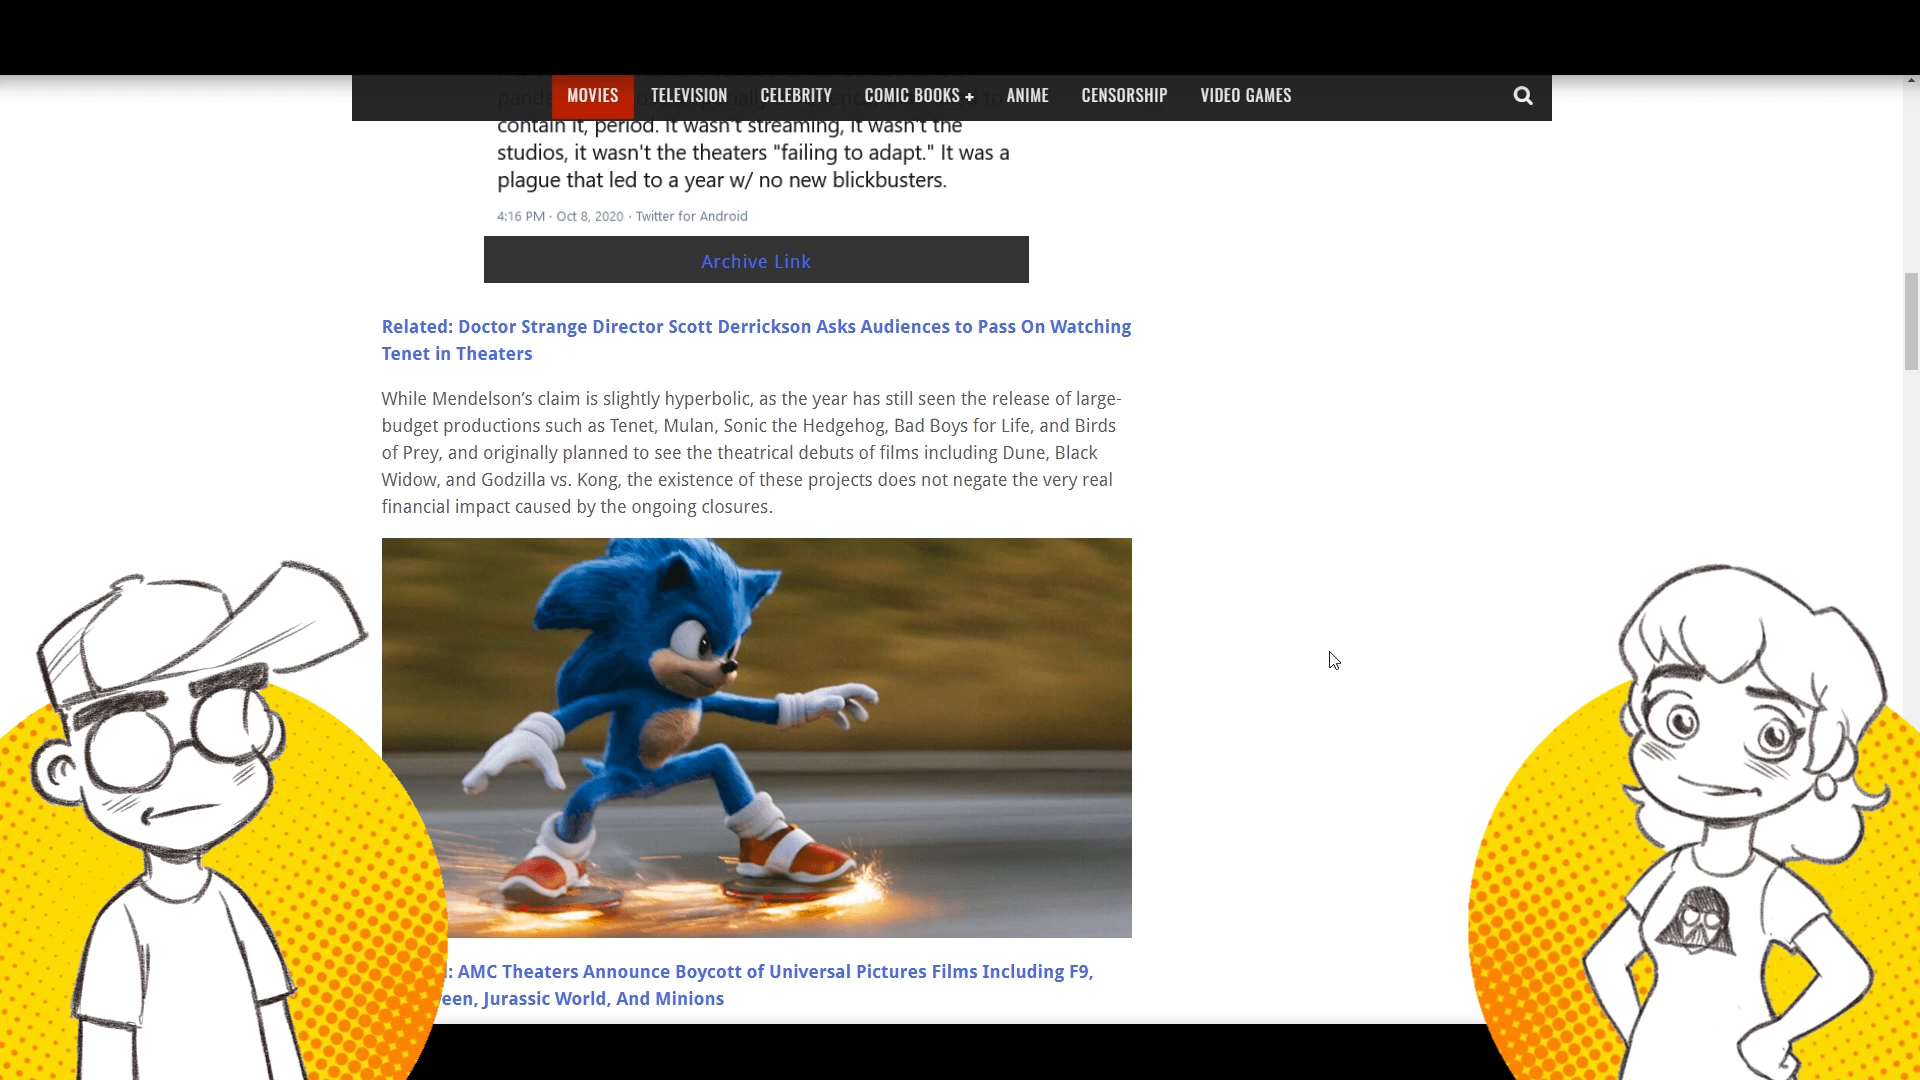 MOVIES TELEVISION CELEBRITY COMIC BOOKS + ANIME CENSORSHIP VIDEO GAMES
contain it, period. It wasn't streaming, it wasn't the
studios, it wasn't the theaters "failing to adapt." It was a
plague that led to a year w/ no new blickbusters.
4:16 PM · Oct 8, 2020 · Twitter for Android
Archive Link
Related: Doctor Strange Director Scott Derrickson Asks Audiences to Pass On Watching
Tenet in Theaters
While Mendelson’s claim is slightly hyperbolic, as the year has still seen the release of large-
budget productions such as Tenet, Mulan, Sonic the Hedgehog, Bad Boys for Life, and Birds
of Prey, and originally planned to see the theatrical debuts of films including Dune, Black
Widow, and Godzilla vs. Kong, the existence of these projects does not negate the very real
financial impact caused by the ongoing closures.
: AMC Theaters Announce Boycott of Universal Pictures Films Including F9,
een, Jurassic World, And Minions